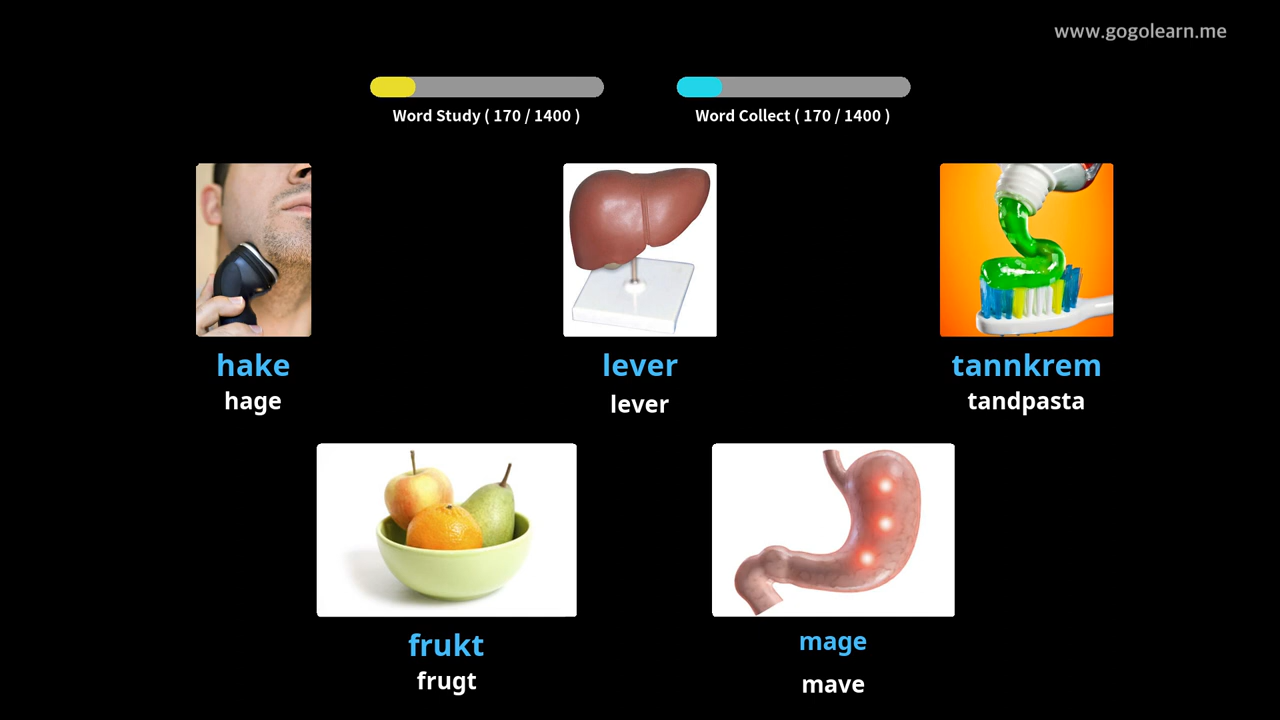 www.gogolearn.me
Word Study ( 170 / 1400 )
Word Collect ( 170 / 1400 )
hake
hage
lever
lever
tannkrem
tandpasta
frukt
frugt
mage
mave